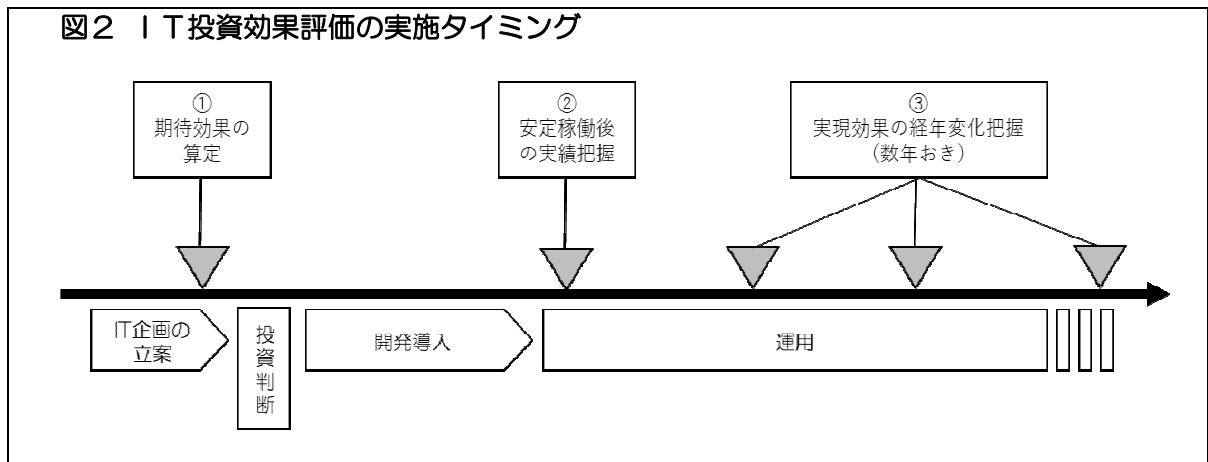 図２　ＩＴ投資効果評価の実施タイミング
①
期待効果の
算定
②
安定稼働後
の実績把握
③
実現効果の経年変化把握
(数年おき)
IT企画の
立案
投
資
判
断
開発導入
運用